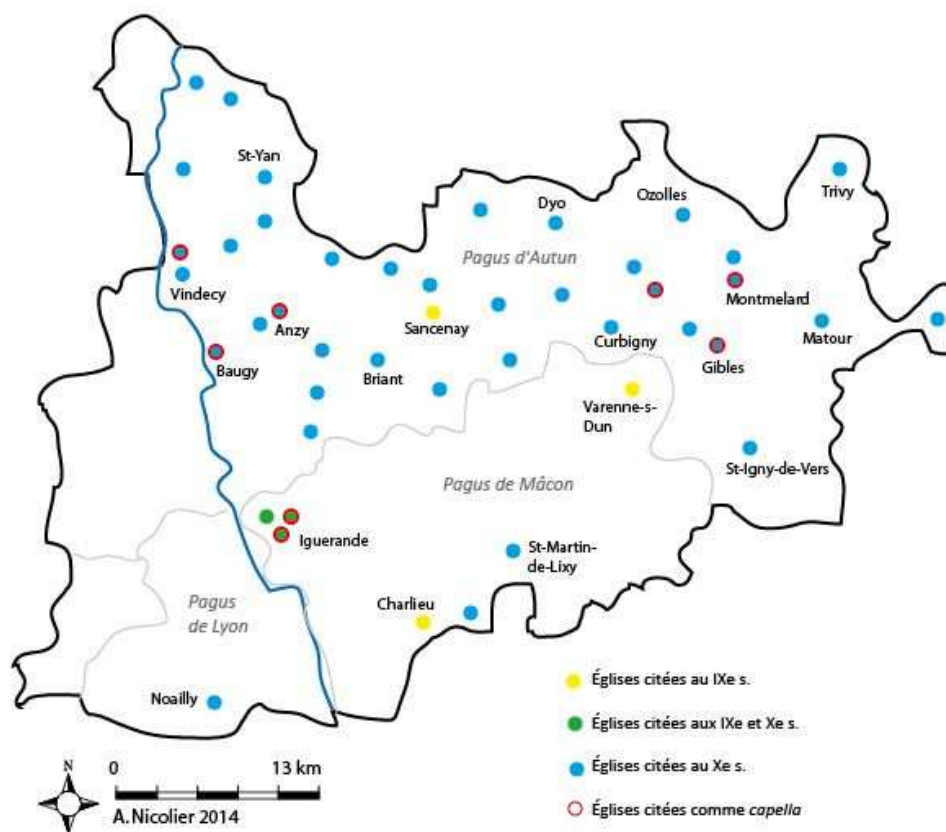 St-Yan
Dyo
Ozolles
Trivy
Pagus d'Autun
Vindecy
Anzy
Sancenay
Montmelard
Curbigny
Matour
Baugy
Briant
Gibles
Varenne-s-
Dun
St-Igny-de-Vers
Pagus de Mâcon
Iguerande
St-Martin-
de-Lixy
Pagus
de Lyon
Charlieu
Noailly
Églises citées au IXe s.
Églises citées aux IXe et Xe s.
Églises citées au Xe s.
Églises citées comme capella
N
0 13 km
A. Nicolier 2014